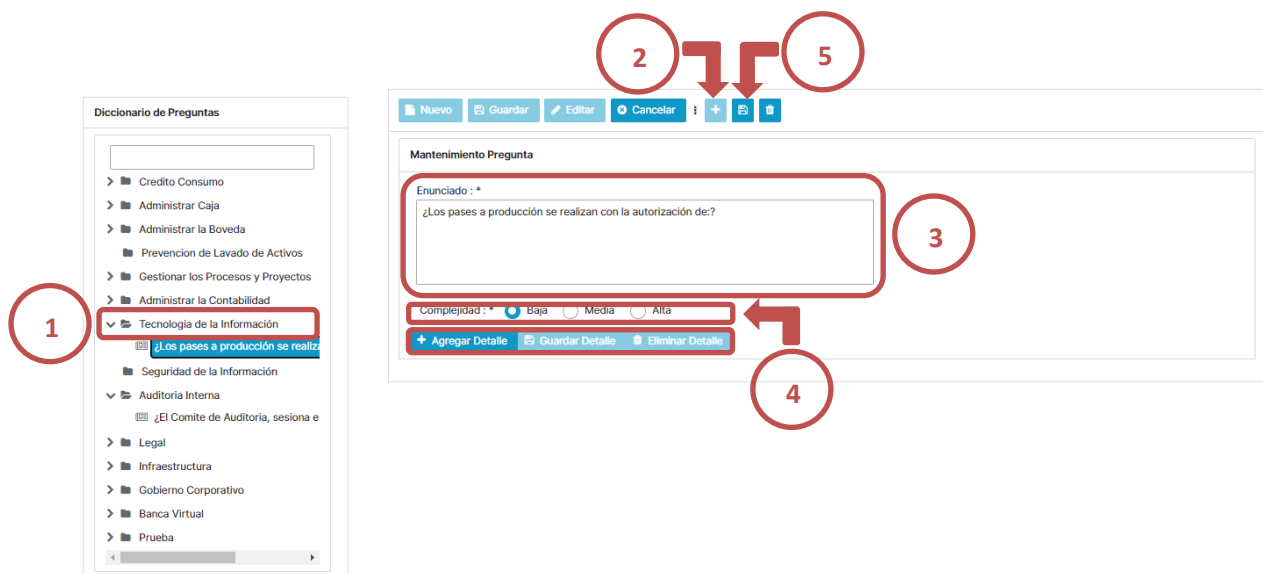 2
5
Diccionario de Preguntas
Nuevo Guardar Editar Cancelar
Mantenimiento Pregunta
Credito Consumo
Administrar Caja
Administrar la Boveda
Prevencion de Lavado de Activos
Gestionar los Procesos y Proyectos
Administrar la Contabilidad
1
Tecnologia de la Información
¿Los pases a producción se realiza
Seguridad de la Información
Auditoria Interna
¿El Comite de Auditoria, sesiona e
Legal
Infraestructura
Gobierno Corporativo
Banca Virtual
Prueba
Enunciado : *
¿Los pases a producción se realizan con la autorización de:?
3
Complejidad : * Baja Media Alta
Agregar Detalle Guardar Detalle Eliminar Detalle
4